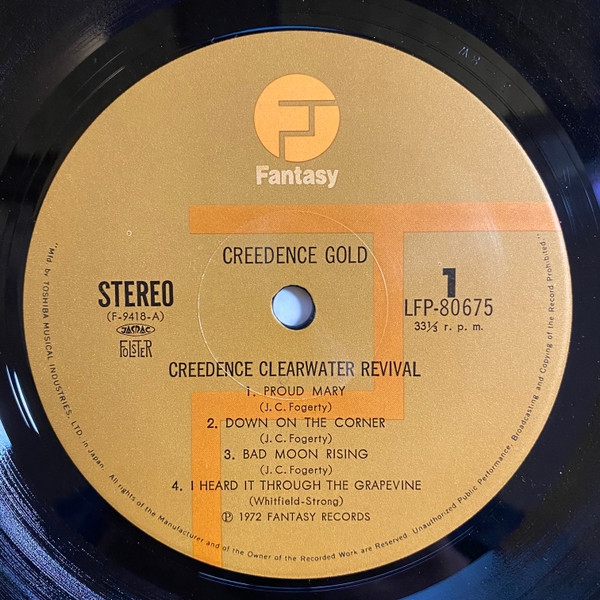 Fantasy
CREEDENCE GOLD
STEREO
(F-9418-A)
JASRAC
FOLSTER
1
LFP-80675
33⅓ r. p. m.
CREEDENCE CLEARWATER REVIVAL
1. PROUD MARY
(J. C. Fogerty)
2. DOWN ON THE CORNER
(J. C. Fogerty)
3. BAD MOON RISING
(J. C. Fogerty)
4. I HEARD IT THROUGH THE GRAPEVINE
(Whitfield-Strong)
Ⓟ 1972 FANTASY RECORDS
"Mfd. by TOSHIBA MUSICAL INDUSTRIES, LTD. in Japan. All rights of the Manufacturer and of the Owner of the Recorded Work are Reserved. Unauthorized Public Performance, Broadcasting and Copying of the Record Prohibited."